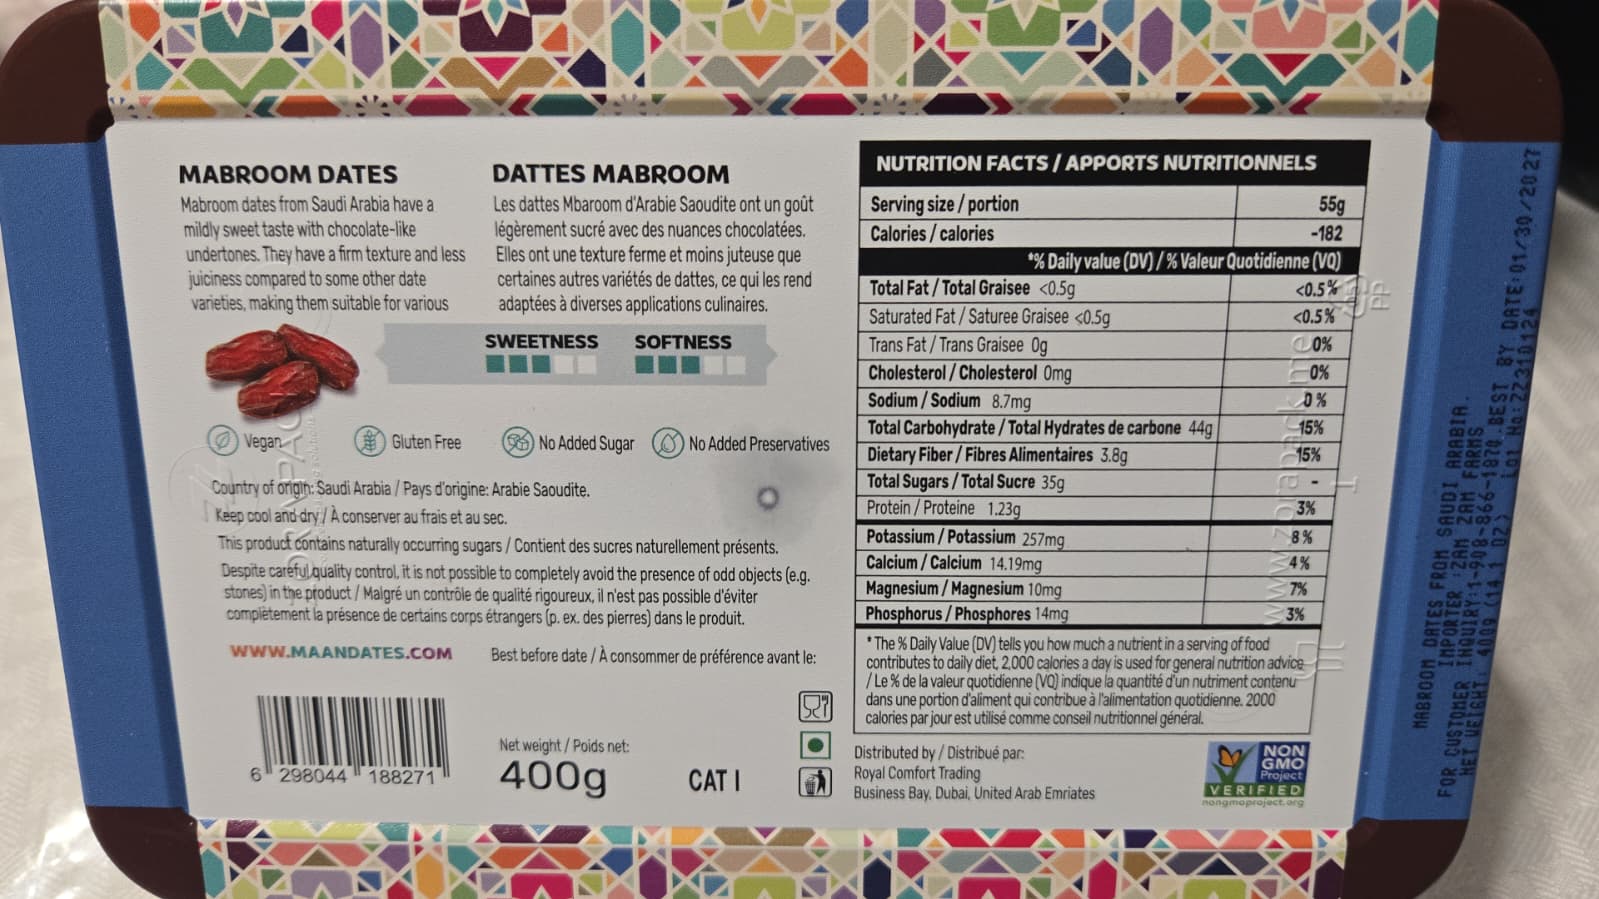 MABROOM DATES
Mabroom dates from Saudi Arabia have a
mildly sweet taste with chocolate-like
undertones. They have a firm texture and less
juiciness compared to some other date
varieties, making them suitable for various
DATTES MABROOM
Les dattes Mbaroom d'Arabie Saoudite ont un goût
légèrement sucré avec des nuances chocolatées.
Elles ont une texture ferme et moins juteuse que
certaines autres variétés de dattes, ce qui les rend
adaptées à diverses applications culinaires.
SWEETNESS SOFTNESS
Vegan Gluten Free No Added Sugar No Added Preservatives
Country of origin: Saudi Arabia / Pays d'origine: Arabie Saoudite.
Keep cool and dry / À conserver au frais et au sec.
This product contains naturally occurring sugars / Contient des sucres naturellement présents.
Despite careful quality control, it is not possible to completely avoid the presence of odd objects (e.g.
stones) in the product / Malgré un contrôle de qualité rigoureux, il n'est pas possible d'éviter
complètement la présence de certains corps étrangers (p. ex. des pierres) dans le produit.
WWW.MAANDATES.COM
Best before date / À consommer de préférence avant le:
6 298044 188271
Net weight / Poids net:
400g
CAT I
NUTRITION FACTS / APPORTS NUTRITIONNELS
Serving size / portion 55g
Calories / calories -182
*% Daily value (DV) / % Valeur Quotidienne (VQ)
Total Fat / Total Graisee <0.5g <0.5%
Saturated Fat / Saturee Graisee <0.5g <0.5%
Trans Fat / Trans Graisee 0g 0%
Cholesterol / Cholesterol 0mg 0%
Sodium / Sodium 8.7mg 0%
Total Carbohydrate / Total Hydrates de carbone 44g 15%
Dietary Fiber / Fibres Alimentaires 3.8g 15%
Total Sugars / Total Sucre 35g -
Protein / Proteine 1.23g 3%
Potassium / Potassium 257mg 8%
Calcium / Calcium 14.19mg 4%
Magnesium / Magnesium 10mg 7%
Phosphorus / Phosphores 14mg 3%
* The % Daily Value (DV) tells you how much a nutrient in a serving of food
contributes to daily diet, 2,000 calories a day is used for general nutrition advice
/ Le % de la valeur quotidienne (VQ) indique la quantité d'un nutriment contenu
dans une portion d'aliment qui contribue à l'alimentation quotidienne. 2000
calories par jour est utilisé comme conseil nutritionnel général.
Distributed by / Distribué par:
Royal Comfort Trading
Business Bay, Dubai, United Arab Emriates
NON
GMO
Project
VERIFIED
nongmoproject.org
MABROOM DATES FROM SAUDI ARABIA.
IMPORTER :ZAM ZAM FARMS
FOR CUSTOMER INQUIRY:1-908-866-1870.BEST BY DATE:01/30/2027
NET WEIGHT: 400g (14.1 OZ) LOT No:ZZ310124